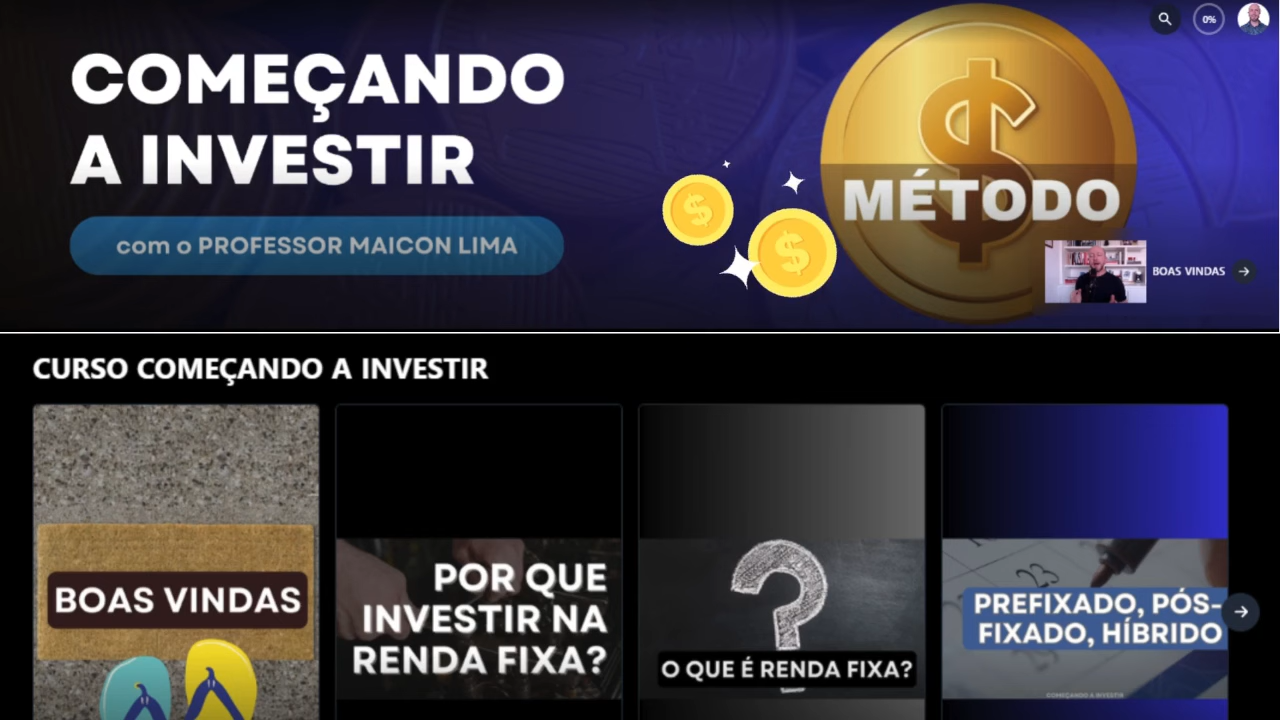 COMEÇANDO
A INVESTIR
com o PROFESSOR MAICON LIMA
0%
MÉTODO
BOAS VINDAS
CURSO COMEÇANDO A INVESTIR
BOAS VINDAS
POR QUE
INVESTIR NA
RENDA FIXA?
O QUE É RENDA FIXA?
23
PREFIXADO, PÓS-
FIXADO, HÍBRIDO
COMEÇANDO A INVESTIR